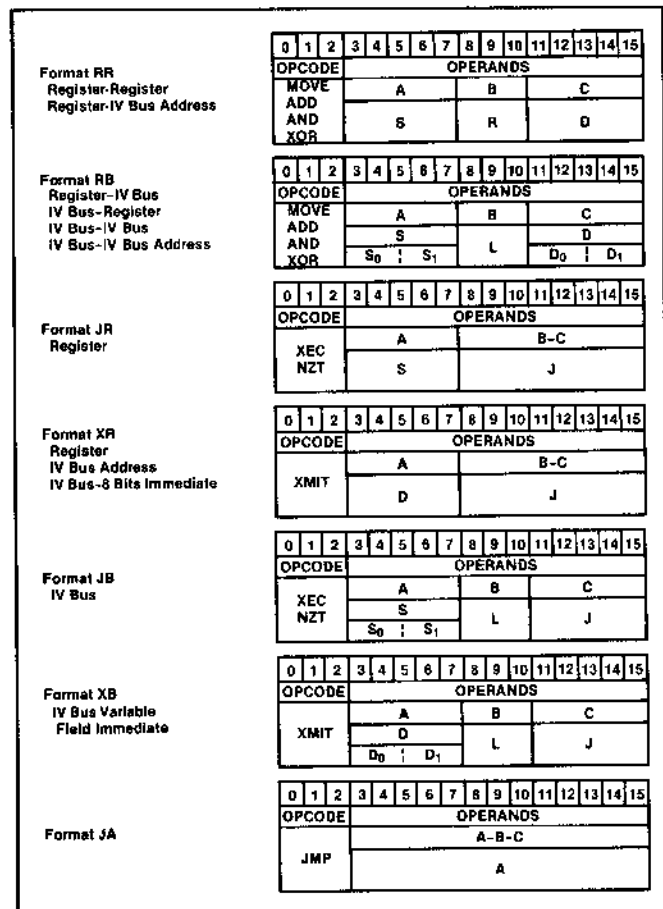 Format RR
Register-Register
Register-IV Bus Address
0 1 2 3 4 5 6 7 8 9 10 11 12 13 14 15
OPCODE OPERANDS
MOVE
ADD
AND
XOR
A B C
S R D
Format RB
Register-IV Bus
IV Bus-Register
IV Bus-IV Bus
IV Bus-IV Bus Address
0 1 2 3 4 5 6 7 8 9 10 11 12 13 14 15
OPCODE OPERANDS
MOVE
ADD
AND
XOR
A B C
S L D
S₀ S₁ D₀ D₁
Format JR
Register
0 1 2 3 4 5 6 7 8 9 10 11 12 13 14 15
OPCODE OPERANDS
XEC
NZT
A B-C
S J
Format XR
Register
IV Bus Address
IV Bus-8 Bits Immediate
0 1 2 3 4 5 6 7 8 9 10 11 12 13 14 15
OPCODE OPERANDS
XMIT
A B-C
D J
Format JB
IV Bus
0 1 2 3 4 5 6 7 8 9 10 11 12 13 14 15
OPCODE OPERANDS
XEC
NZT
A B C
S L J
S₀ S₁
Format XB
IV Bus Variable
Field Immediate
0 1 2 3 4 5 6 7 8 9 10 11 12 13 14 15
OPCODE OPERANDS
XMIT
A B C
D L J
D₀ D₁
Format JA
0 1 2 3 4 5 6 7 8 9 10 11 12 13 14 15
OPCODE OPERANDS
JMP
A-B-C
A